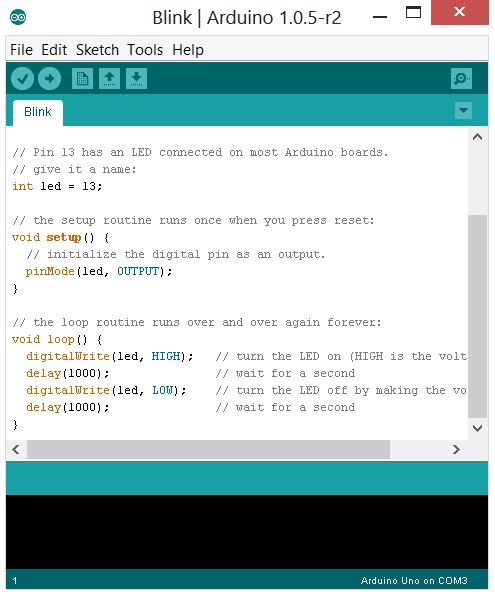 Blink | Arduino 1.0.5-r2
File Edit Sketch Tools Help
Blink
// Pin 13 has an LED connected on most Arduino boards.
// give it a name:
int led = 13;
// the setup routine runs once when you press reset:
void setup() {
  // initialize the digital pin as an output.
  pinMode(led, OUTPUT);
}
// the loop routine runs over and over again forever:
void loop() {
  digitalWrite(led, HIGH);   // turn the LED on (HIGH is the volt
  delay(1000);               // wait for a second
  digitalWrite(led, LOW);    // turn the LED off by making the vo
  delay(1000);               // wait for a second
}
1 Arduino Uno on COM3